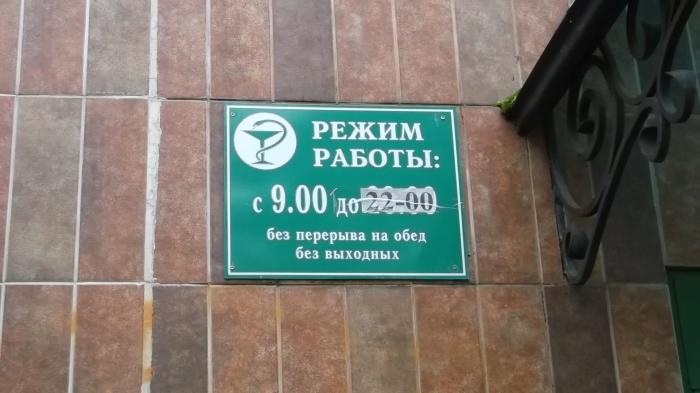 РЕЖИМ
РАБОТЫ:
с 9.00 до 22-00
без перерыва на обед
без выходных